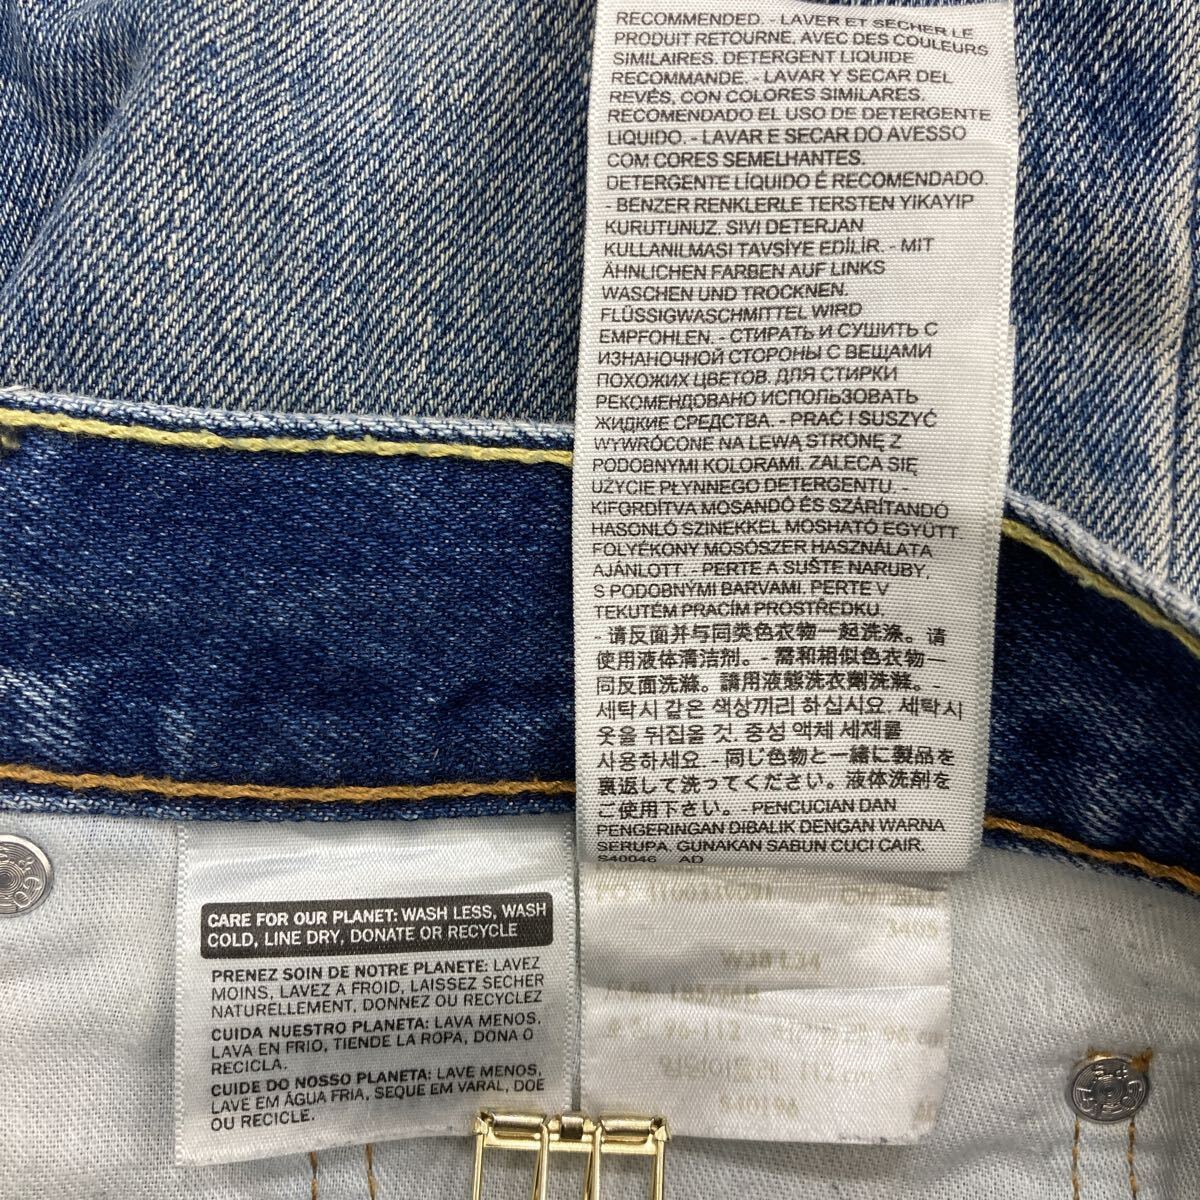 RECOMMENDED. - LAVER ET SECHER LE
PRODUIT RETOURNE, AVEC DES COULEURS
SIMILAIRES. DETERGENT LIQUIDE
RECOMMANDE. - LAVAR Y SECAR DEL
REVÉS, CON COLORES SIMILARES.
RECOMENDADO EL USO DE DETERGENTE
LIQUIDO. - LAVAR E SECAR DO AVESSO
COM CORES SEMELHANTES.
DETERGENTE LÍQUIDO É RECOMENDADO.
- BENZER RENKLERLE TERSTEN YIKAYIP
KURUTUNUZ. SIVI DETERJAN
KULLANILMASI TAVSİYE EDİLİR. - MIT
ÄHNLICHEN FARBEN AUF LINKS
WASCHEN UND TROCKNEN.
FLÜSSIGWASCHMITTEL WIRD
EMPFOHLEN. - СТИРАТЬ И СУШИТЬ С
ИЗНАНОЧНОЙ СТОРОНЫ С ВЕЩАМИ
ПОХОЖИХ ЦВЕТОВ. ДЛЯ СТИРКИ
РЕКОМЕНДОВАНО ИСПОЛЬЗОВАТЬ
ЖИДКИЕ СРЕДСТВА. - PRAĆ I SUSZYĆ
WYWRÓCONE NA LEWĄ STRONĘ Z
PODOBNYMI KOLORAMI. ZALECA SIĘ
UŻYCIE PŁYNNEGO DETERGENTU. -
KIFORDÍTVA MOSANDÓ ÉS SZÁRÍTANDÓ
HASONLÓ SZINEKKEL MOSHATÓ EGYÜTT
FOLYÉKONY MOSÓSZER HASZNÁLATA
AJÁNLOTT. - PERTE A SUŠTE NARUBY,
S PODOBNÝMI BARVAMI. PERTE V
TEKUTÉM PRACÍM PROSTŘEDKU.
- 请反面并与同类色衣物一起洗涤。请
使用液体清洁剂。- 需和相似色衣物一
同反面洗滌。請用液態洗衣劑洗滌。-
세탁시 같은 색상끼리 하십시요. 세탁시
옷을 뒤집을 것. 중성 액체 세제를
사용하세요. - 同じ色物と一緒に製品を
裏返して洗ってください。液体洗剤を
ご使用下さい。- PENCUCIAN DAN
PENGERINGAN DIBALIK DENGAN WARNA
SERUPA. GUNAKAN SABUN CUCI CAIR.
S40046 AD
W38 L34
CARE FOR OUR PLANET: WASH LESS, WASH
COLD, LINE DRY, DONATE OR RECYCLE
PRENEZ SOIN DE NOTRE PLANETE: LAVEZ
MOINS, LAVEZ A FROID, LAISSEZ SECHER
NATURELLEMENT, DONNEZ OU RECYCLEZ
CUIDA NUESTRO PLANETA: LAVA MENOS,
LAVA EN FRIO, TIENDE LA ROPA, DONA O
RECICLA.
CUIDE DO NOSSO PLANETA: LAVE MENOS,
LAVE EM ÁGUA FRIA, SEQUE EM VARAL, DOE
OU RECICLE.